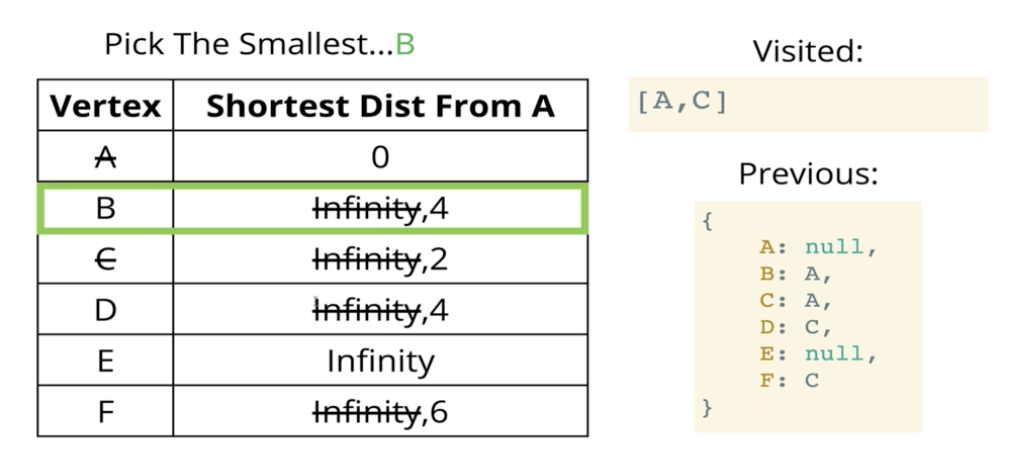 Pick The Smallest...B
Vertex Shortest Dist From A
A 0
B Infinity,4
C Infinity,2
D Infinity,4
E Infinity
F Infinity,6
Visited:
[A,C]
Previous:
{
A: null,
B: A,
C: A,
D: C,
E: null,
F: C
}